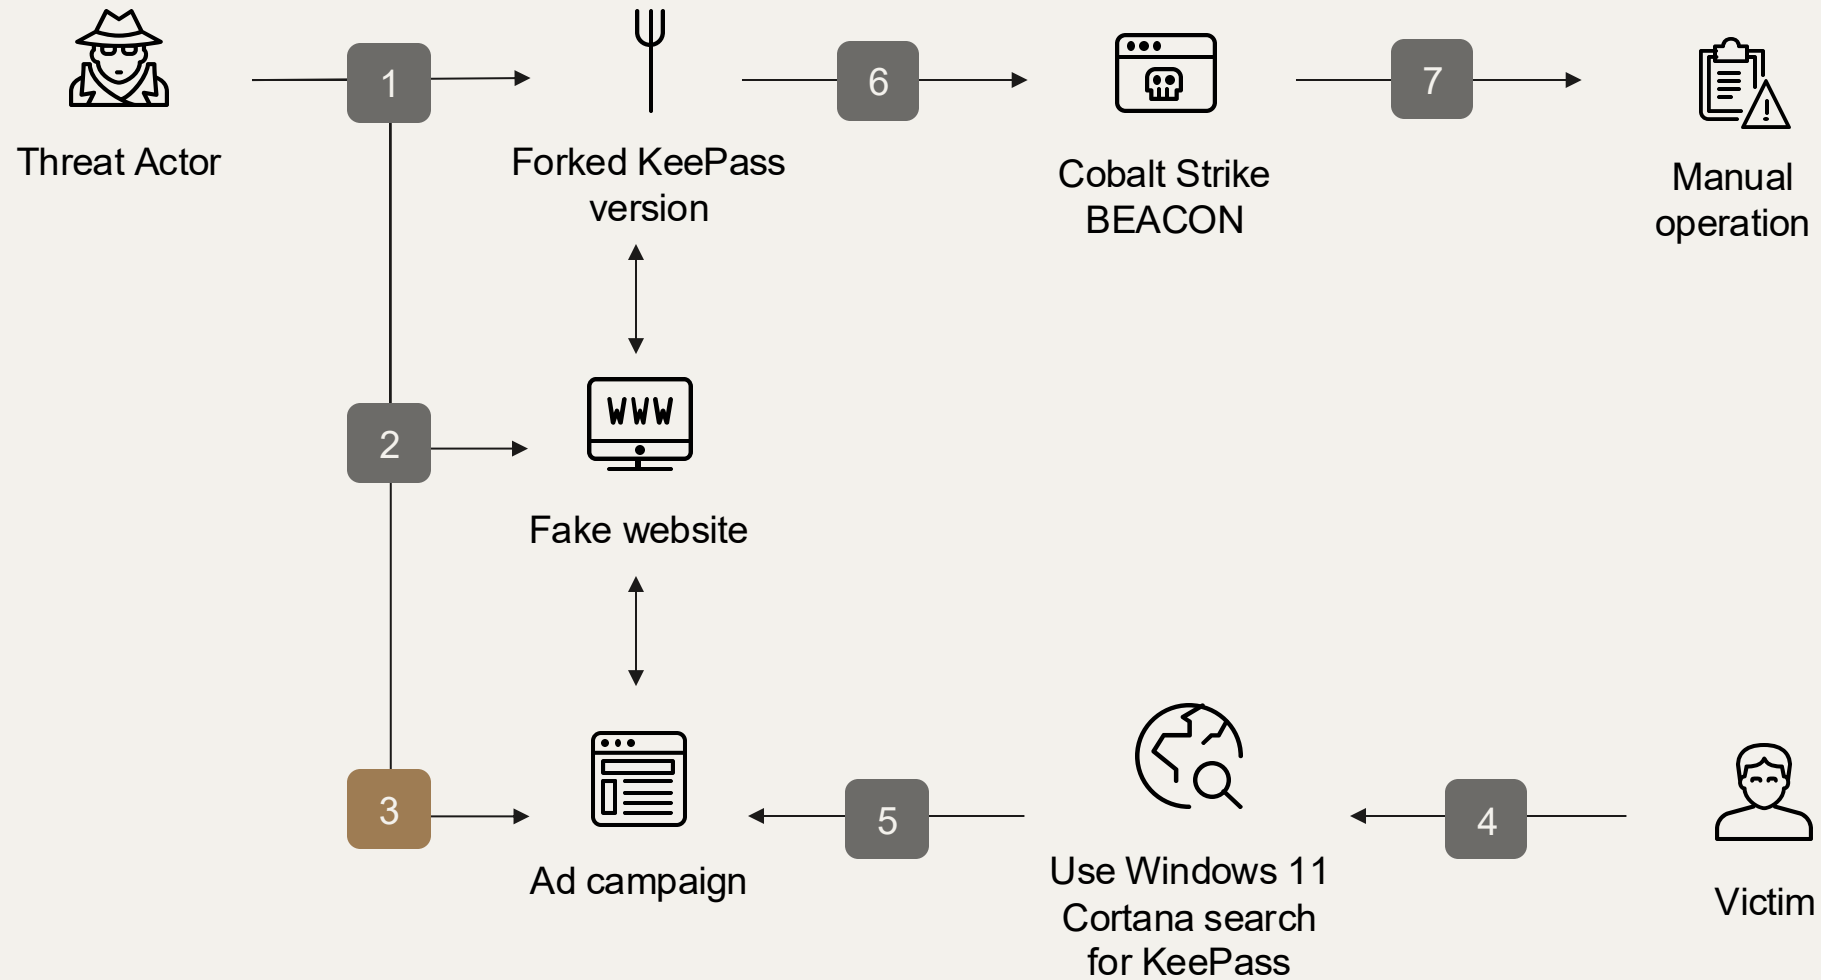 1
6
7
Threat Actor
Forked KeePass
version
Cobalt Strike
BEACON
Manual
operation
WWW
2
Fake website
3
5
4
Ad campaign
Use Windows 11
Cortana search
for KeePass
Victim